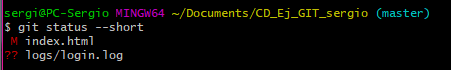 sergi@PC-Sergio MINGW64 ~/Documents/CD_Ej_GIT_sergio (master)
$ git status --short
 M index.html
?? logs/login.log